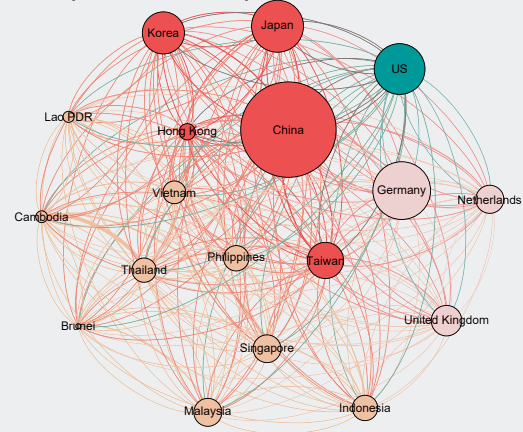 Korea
Japan
US
Lao PDR
Hong Kong
China
Vietnam
Germany
Netherlands
Cambodia
Philippines
Taiwan
Thailand
Brunei
United Kingdom
Singapore
Malaysia
Indonesia